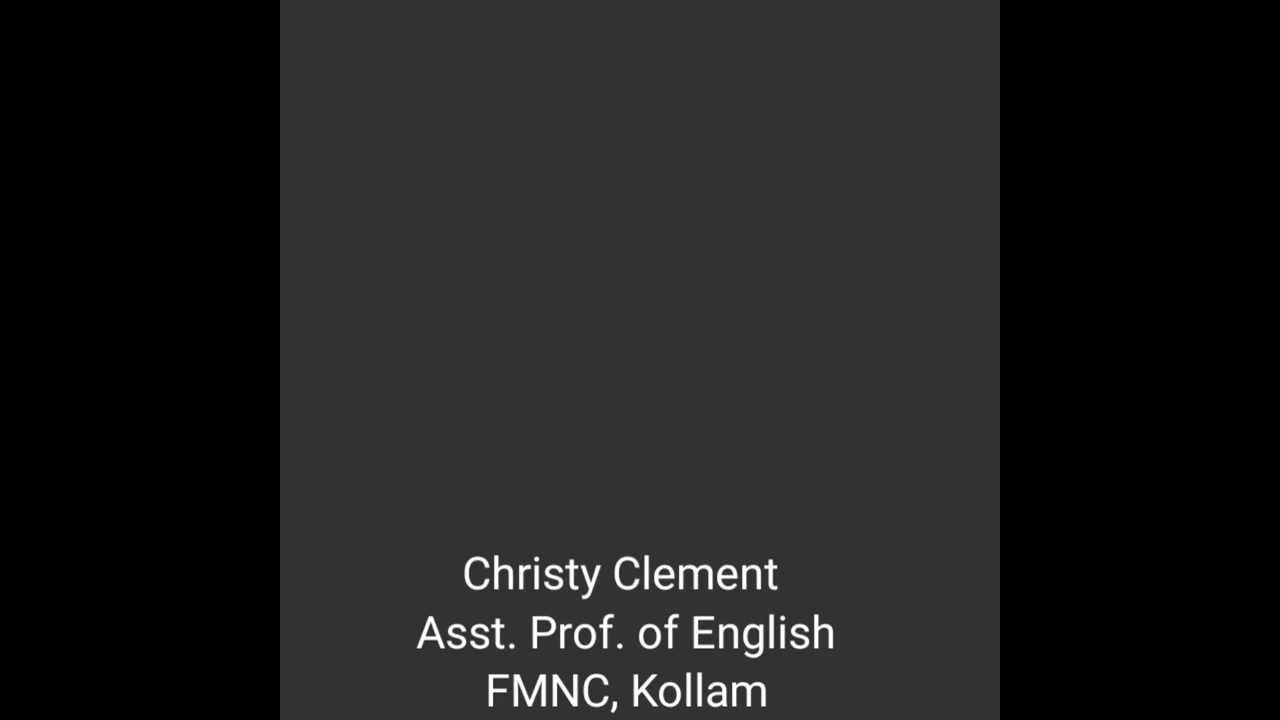 Christy Clement
Asst. Prof. of English
FMNC, Kollam